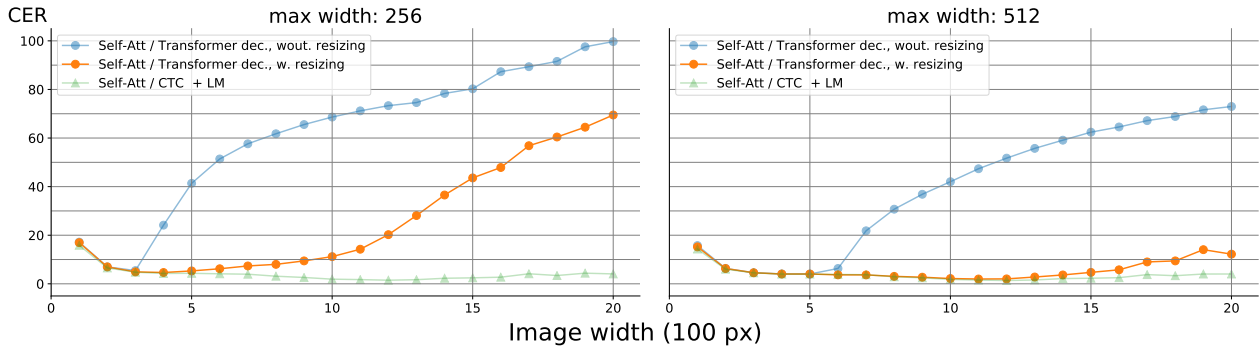 CER
max width: 256
Self-Att / Transformer dec., wout. resizing
Self-Att / Transformer dec., w. resizing
Self-Att / CTC + LM
100
80
60
40
20
0
0 5 10 15 20
max width: 512
Self-Att / Transformer dec., wout. resizing
Self-Att / Transformer dec., w. resizing
Self-Att / CTC + LM
0 5 10 15 20
Image width (100 px)